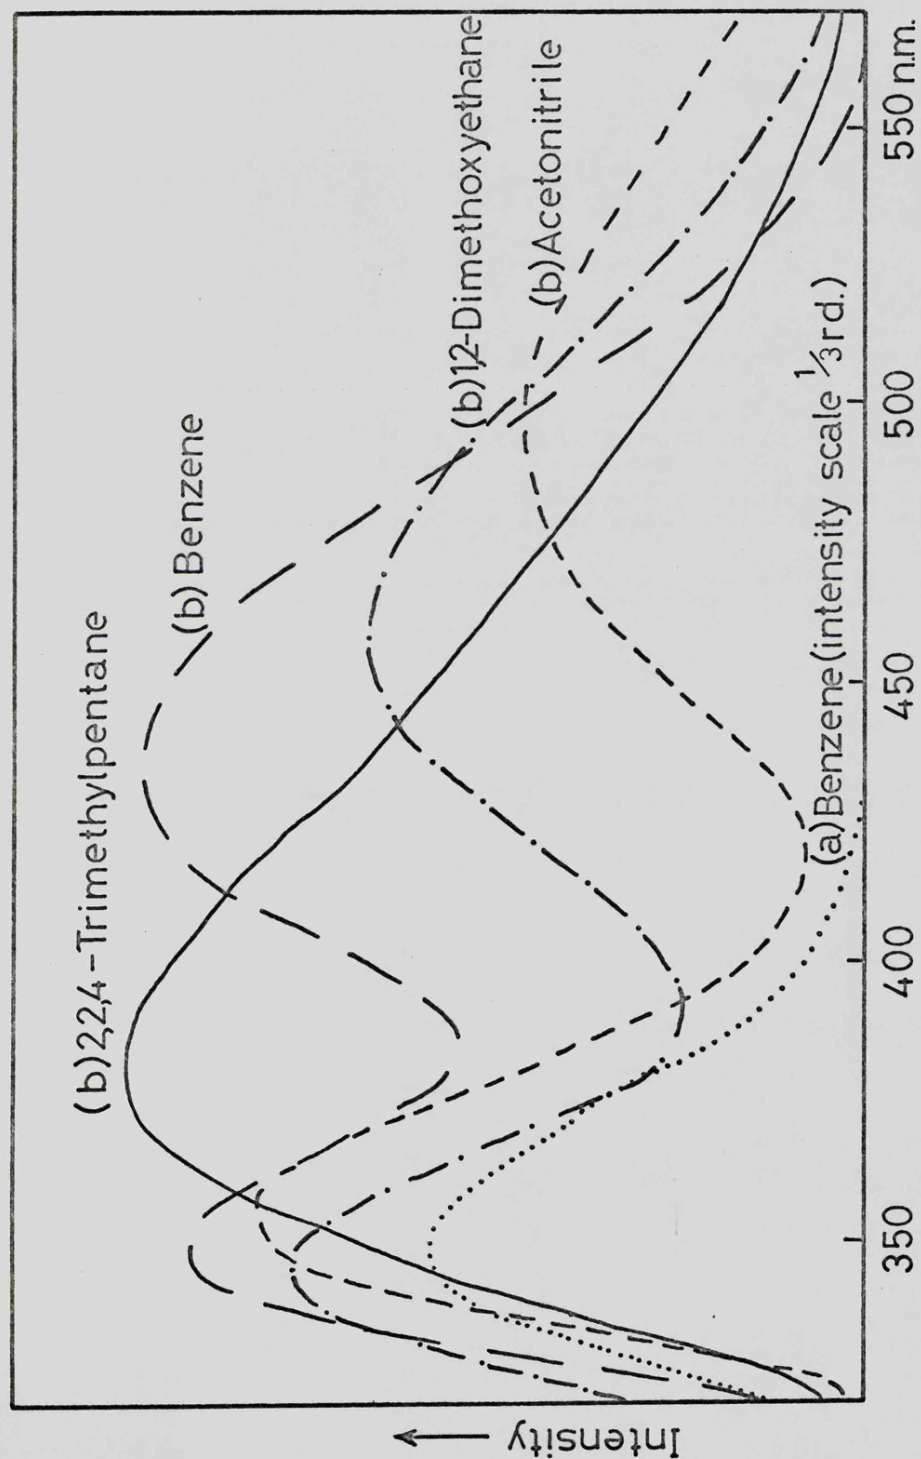 (b) 2,2,4-Trimethylpentane
(b) Benzene
(b) 1,2-Dimethoxyethane
(b) Acetonitrile
(a) Benzene (intensity scale 1/3rd.)
Intensity →
350 400 450 500 550 n.m.